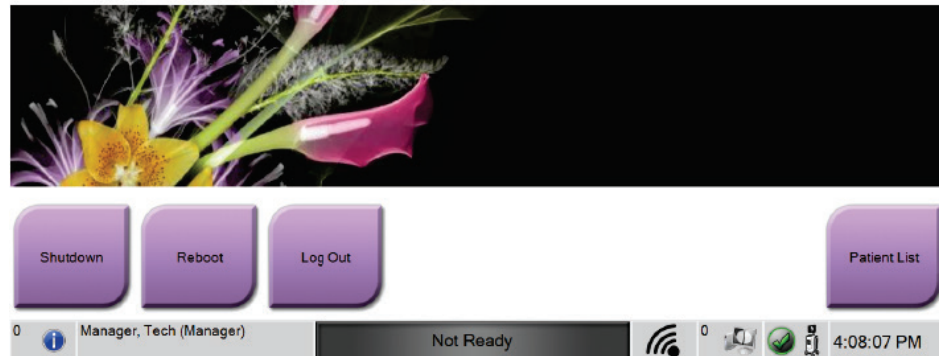 Shutdown
Reboot
Log Out
Patient List
0
Manager, Tech (Manager)
Not Ready
0
4:08:07 PM